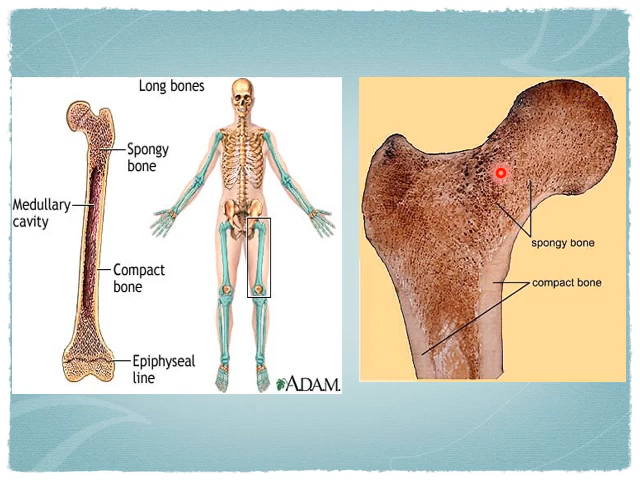 Long bones
Spongy
bone
Medullary
cavity
Compact
bone
Epiphyseal
line
A.D.A.M.
spongy bone
compact bone